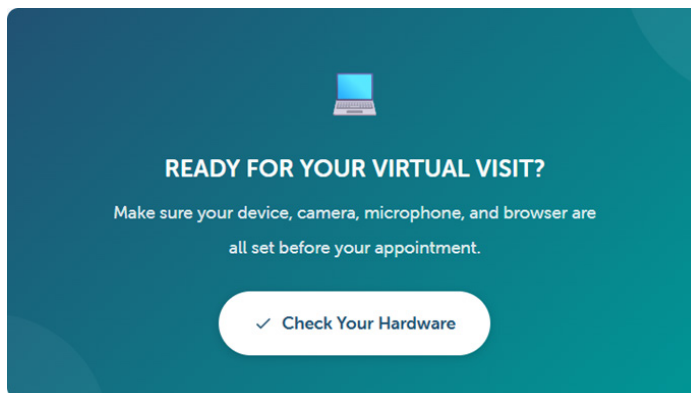 READY FOR YOUR VIRTUAL VISIT?
Make sure your device, camera, microphone, and browser are
all set before your appointment.
Check Your Hardware